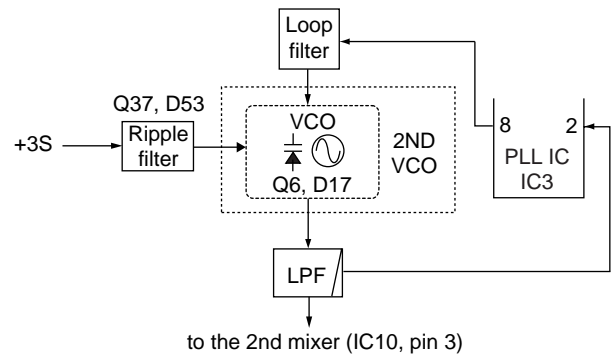 Loop
filter
Q37, D53
+3S
Ripple
filter
VCO
Q6, D17
2ND
VCO
8 2
PLL IC
IC3
LPF
to the 2nd mixer (IC10, pin 3)